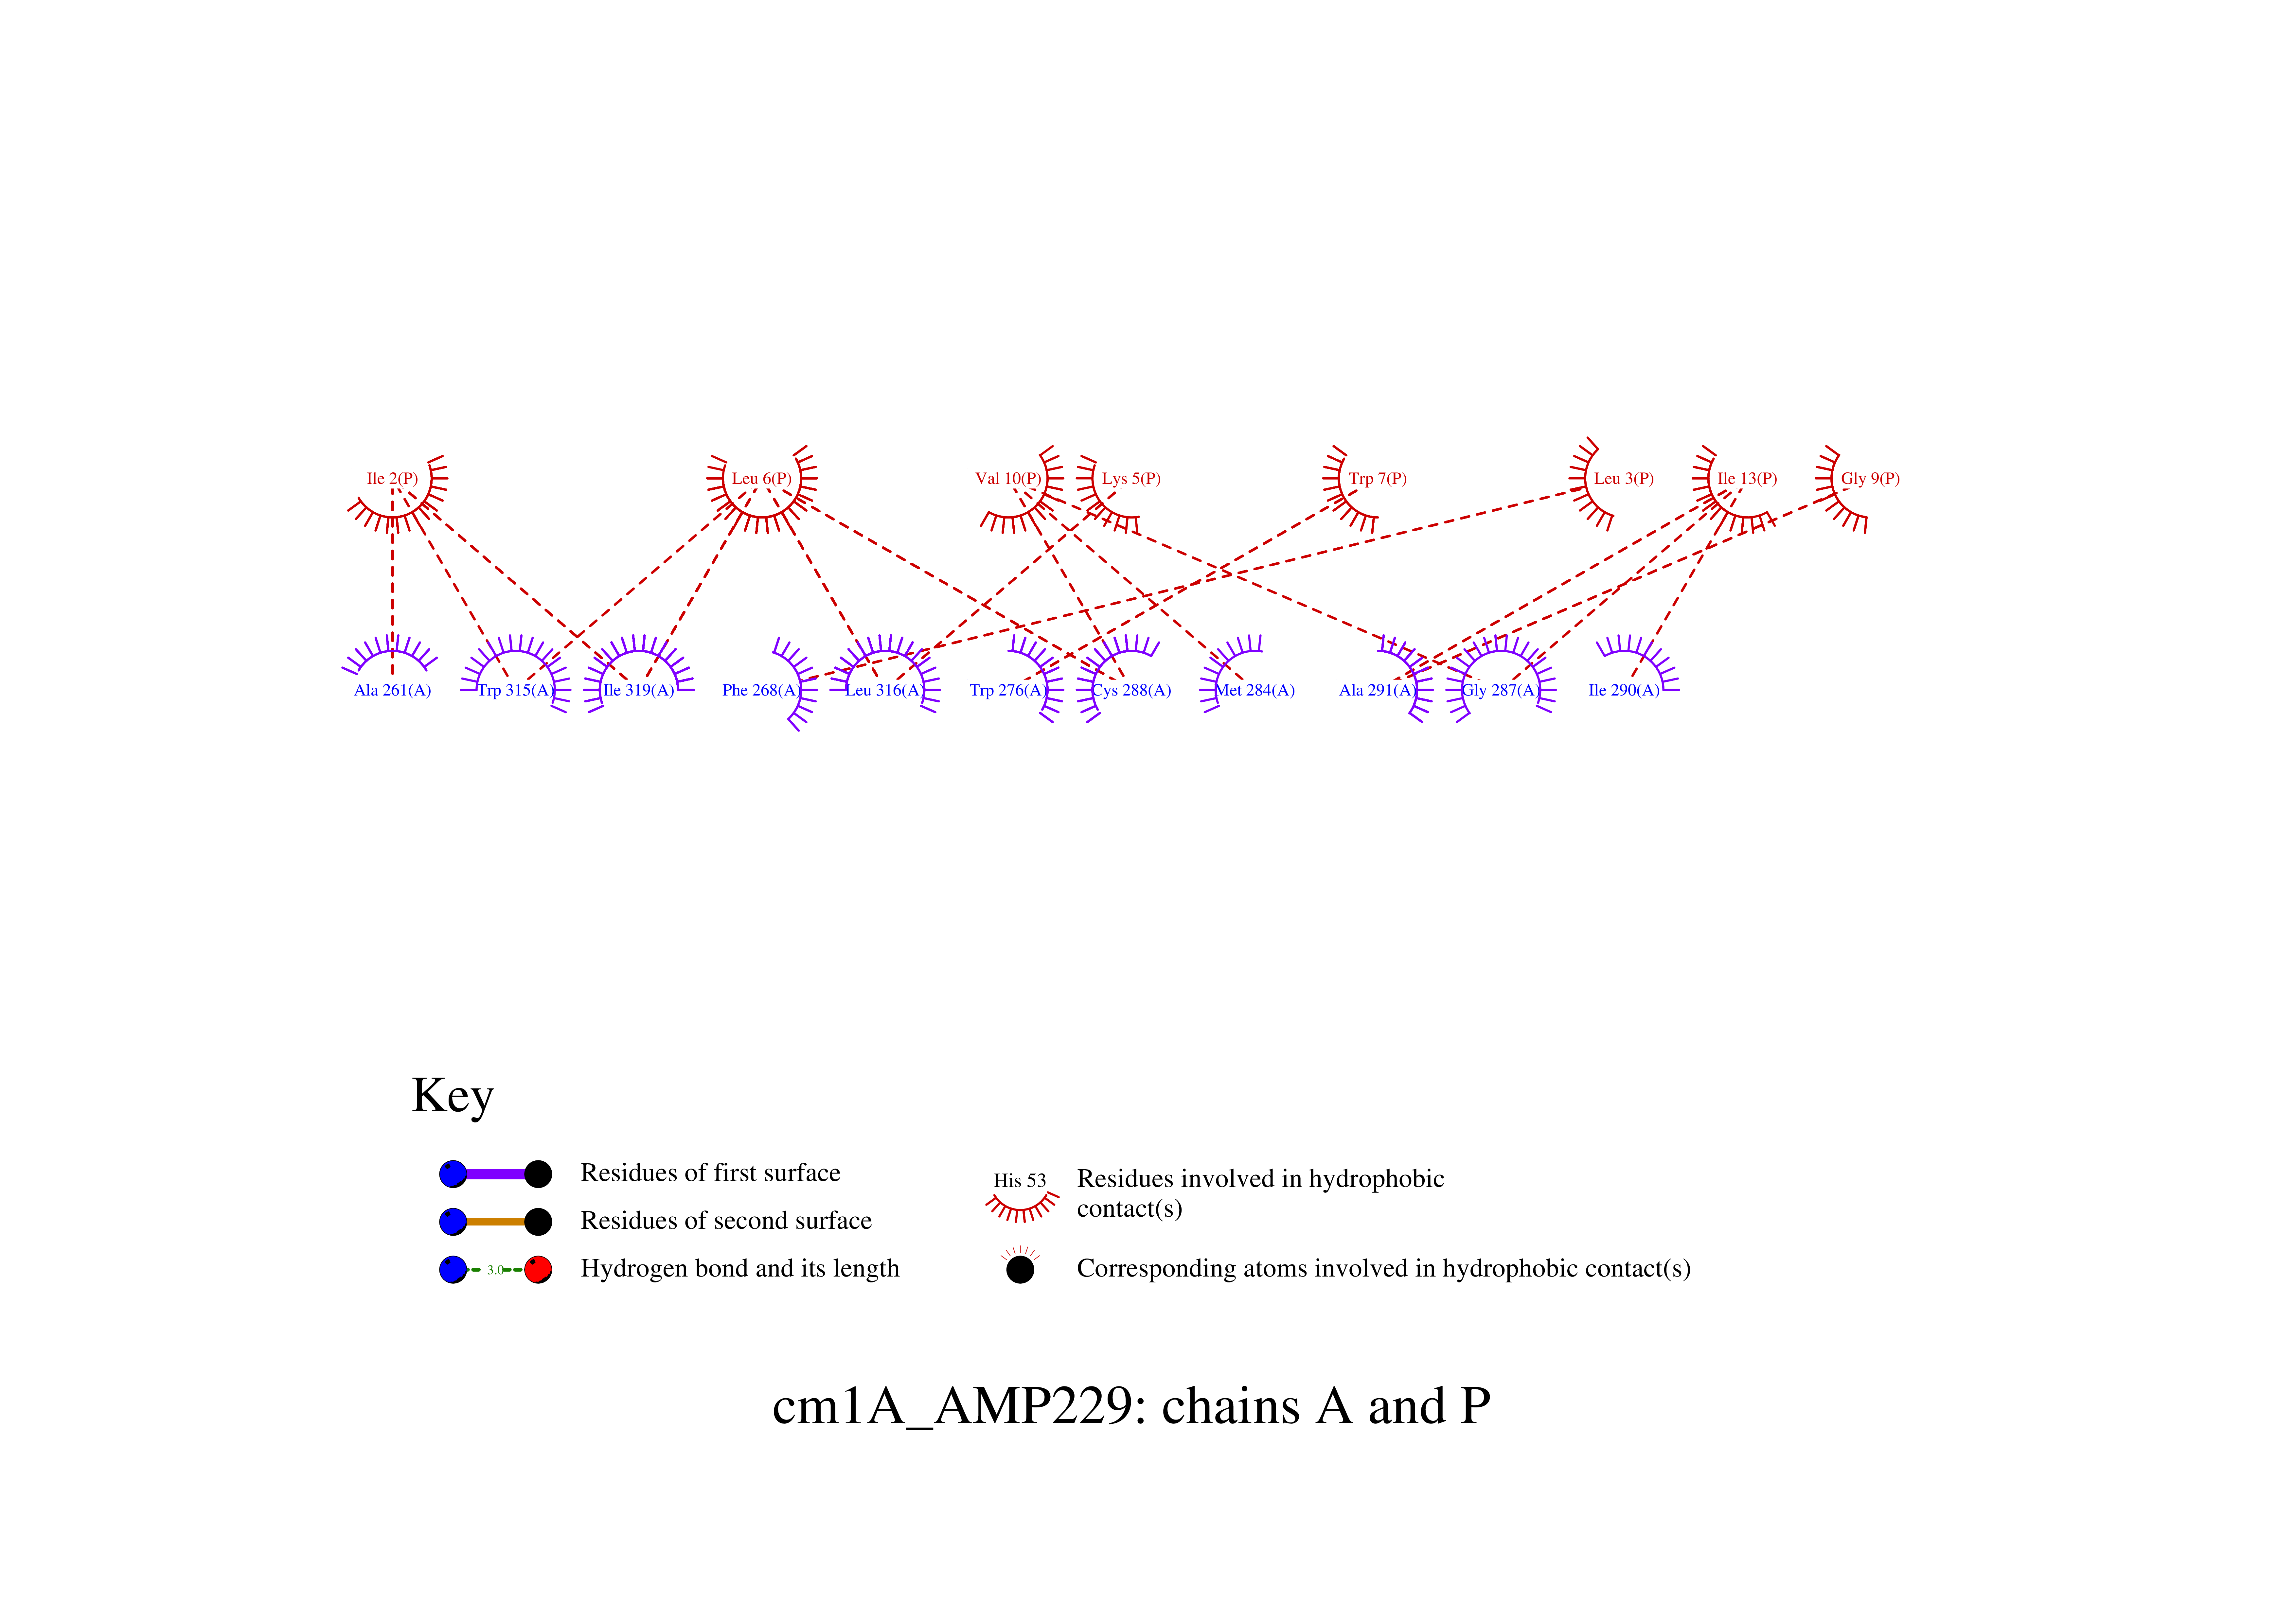 Ile 2(P) Leu 6(P) Val 10(P) Lys 5(P) Trp 7(P) Leu 3(P) Ile 13(P) Gly 9(P)
Ala 261(A) Trp 315(A) Ile 319(A) Phe 268(A) Leu 316(A) Trp 276(A) Cys 288(A) Met 284(A) Ala 291(A) Gly 287(A) Ile 290(A)
Key
Residues of first surface
Residues of second surface
3.0 Hydrogen bond and its length
His 53 Residues involved in hydrophobic
contact(s)
Corresponding atoms involved in hydrophobic contact(s)
cm1A_AMP229: chains A and P